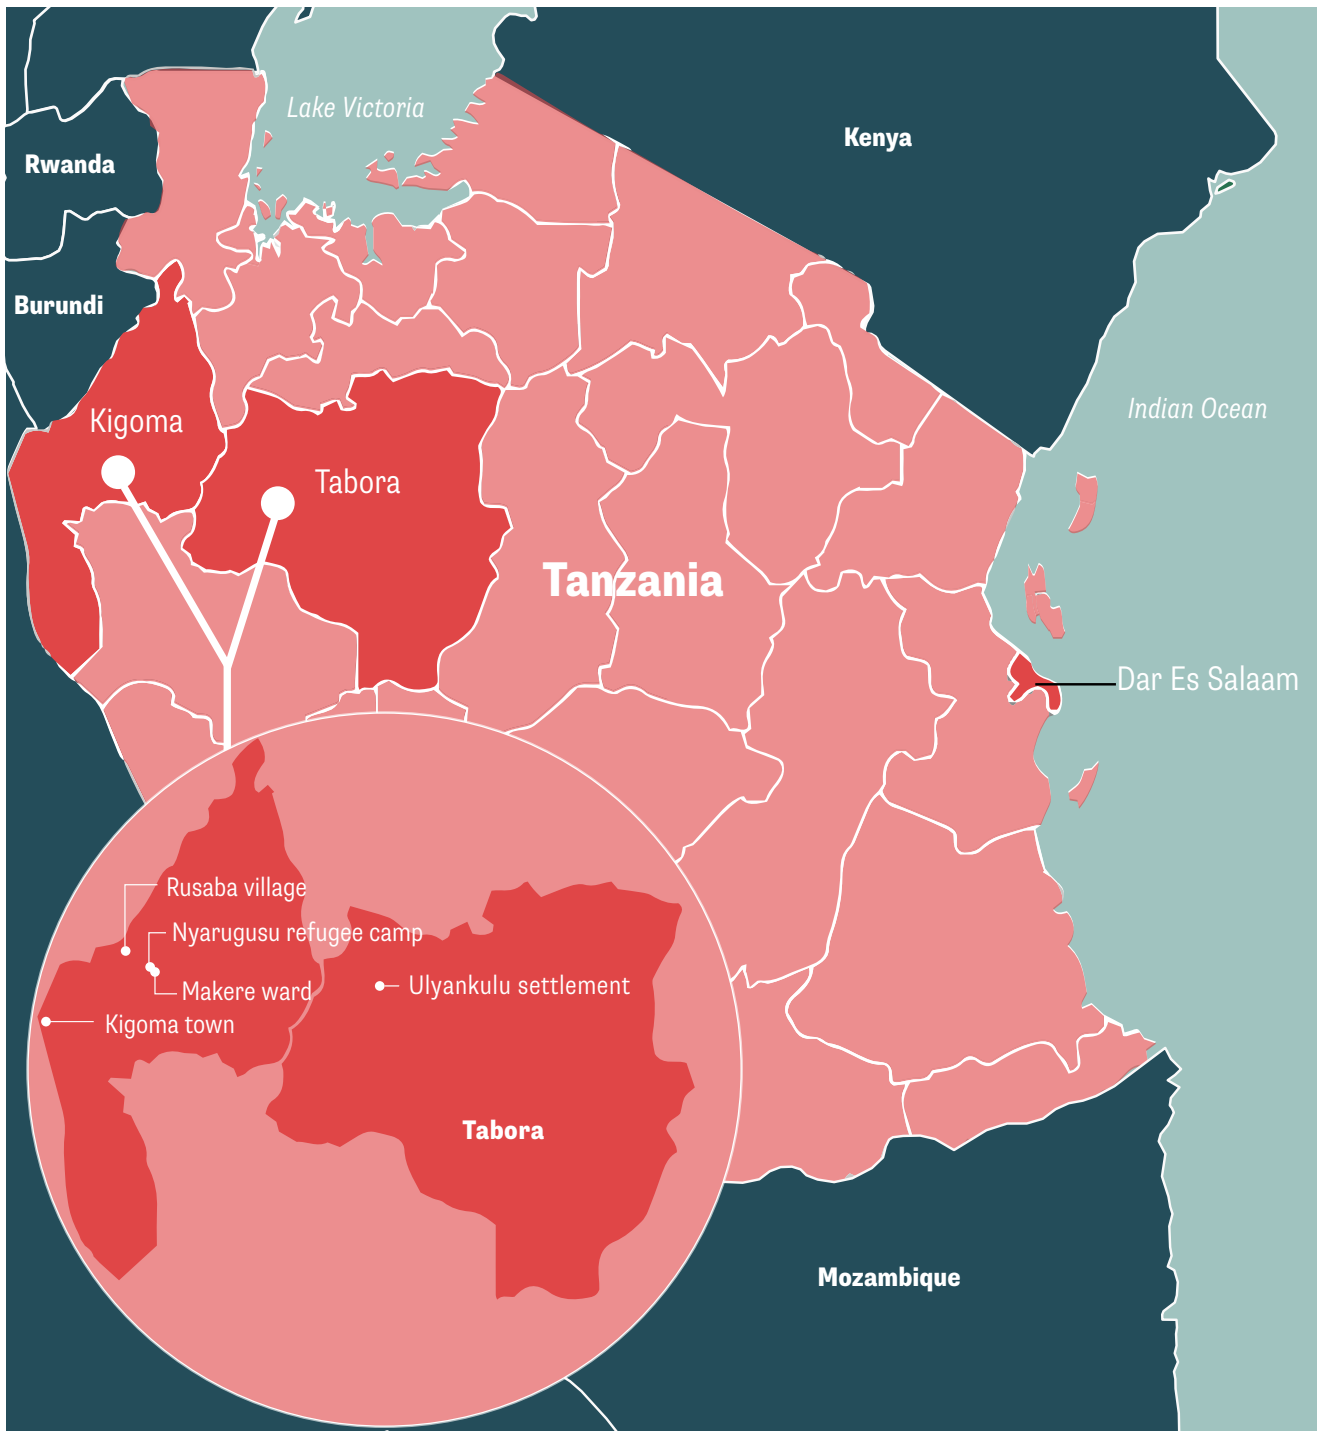 Lake Victoria
Kenya
Rwanda
Burundi
Indian Ocean
Kigoma
Tabora
Tanzania
Dar Es Salaam
Rusaba village
Nyarugusu refugee camp
Makere ward
Ulyankulu settlement
Kigoma town
Tabora
Mozambique